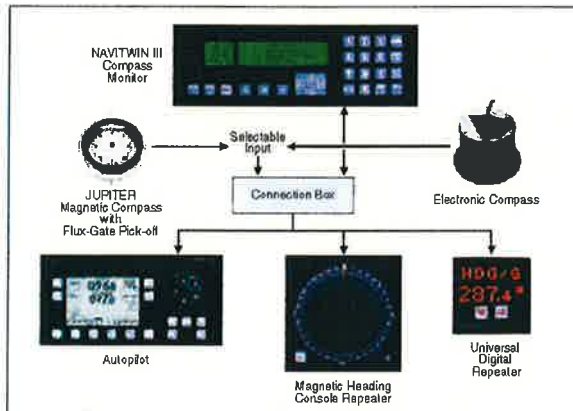 NAVITWIN III
Compass
Monitor
Selectable
Input
JUPITER
Magnetic Compass
with
Flux-Gate Pick-off
Connection Box
Electronic Compass
HDG/G
287.4°
Autopilot
Magnetic Heading
Console Repeater
Universal
Digital
Repeater